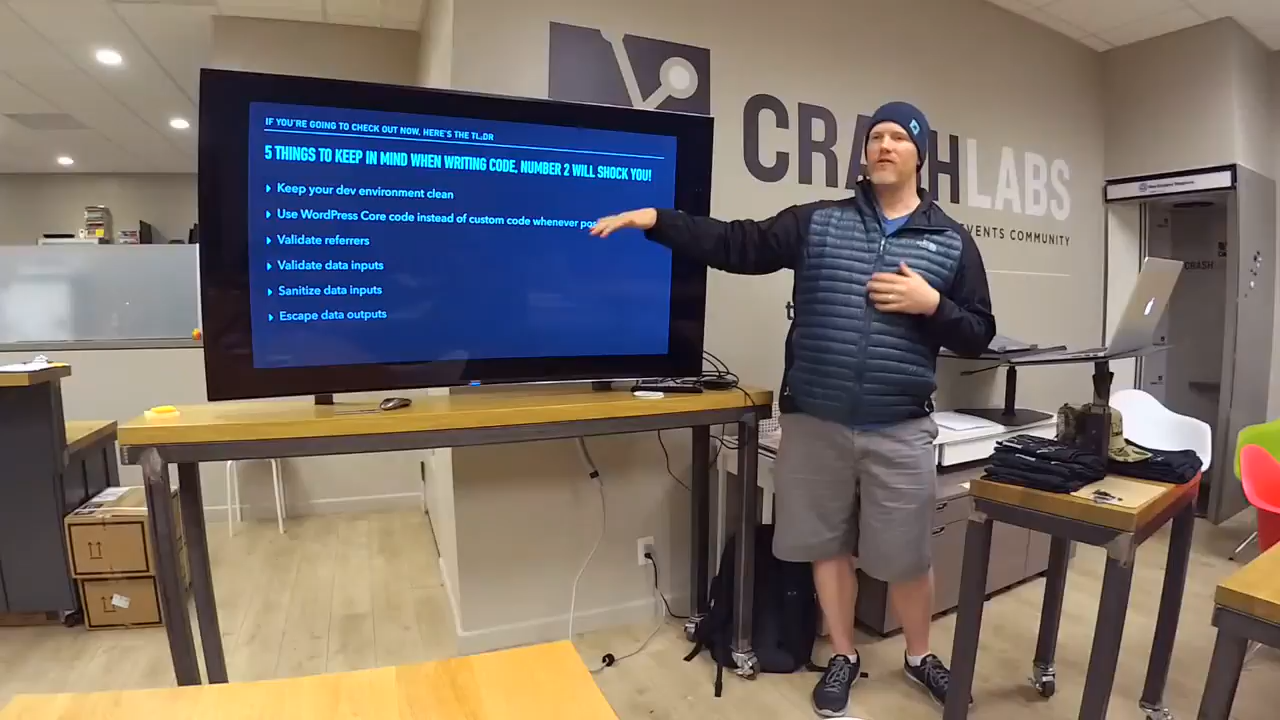 IF YOU'RE GOING TO CHECK OUT NOW, HERE'S THE TL;DR
5 THINGS TO KEEP IN MIND WHEN WRITING CODE, NUMBER 2 WILL SHOCK YOU!
Keep your dev environment clean
Use WordPress Core code instead of custom code whenever pos
Validate referrers
Validate data inputs
Sanitize data inputs
Escape data outputs
CRASHLABS
EVENTS COMMUNITY
CRASH